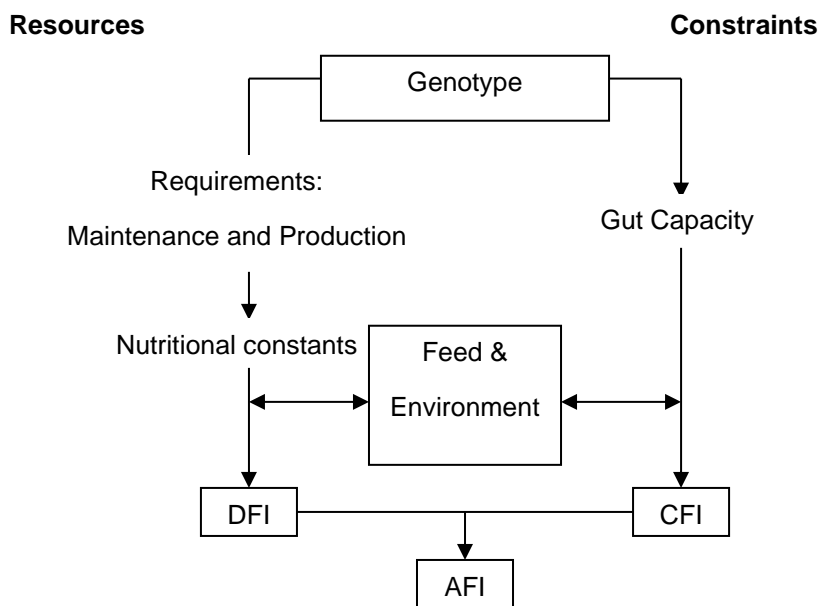 Resources
Constraints
Genotype
Requirements:
Maintenance and Production
Gut Capacity
Nutritional constants
Feed &
Environment
DFI
CFI
AFI